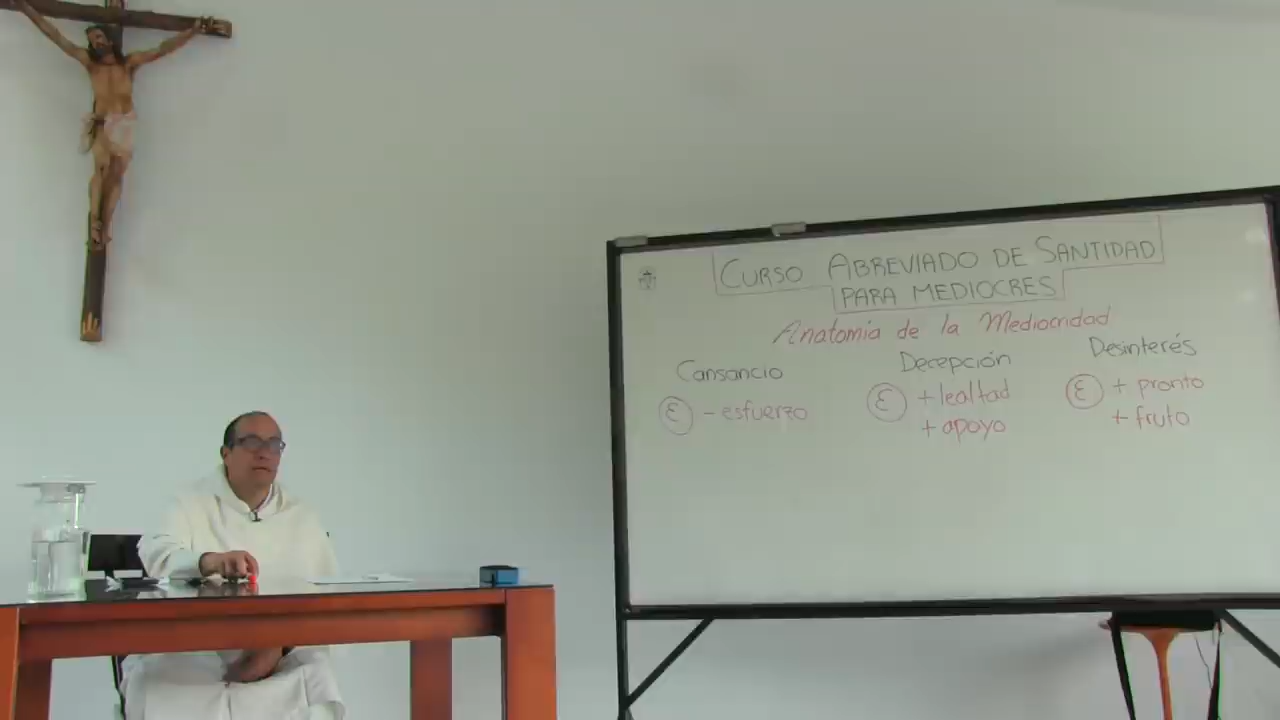 CURSO ABREVIADO DE SANTIDAD
PARA MEDIOCRES
Anatomía de la Mediocridad
Cansancio
Ɛ - esfuerzo
Decepción
Ɛ + lealtad
+ apoyo
Desinterés
Ɛ + pronto
+ fruto